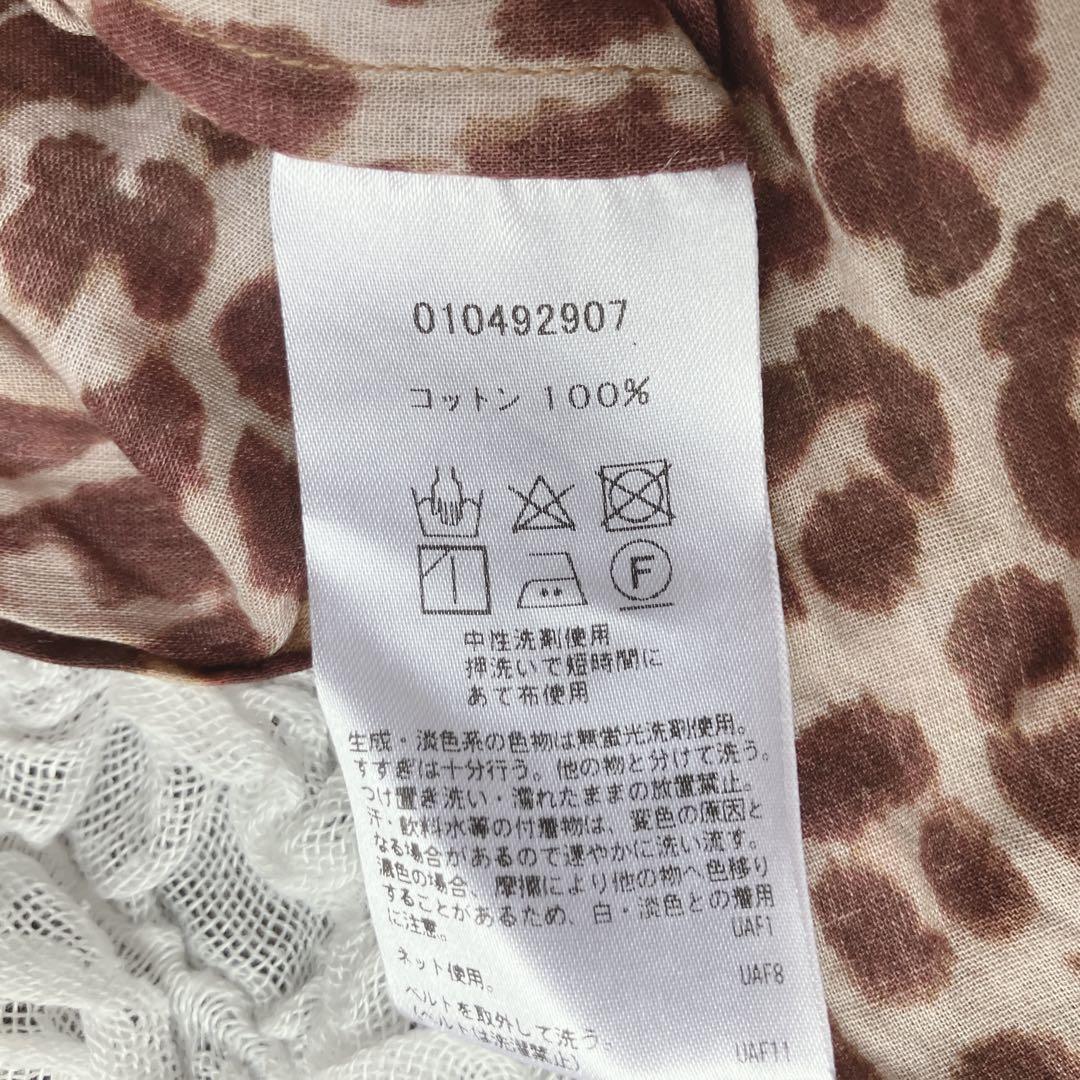 010492907
コットン 100%
F
中性洗剤使用
押洗いで短時間に
あて布使用
生成・淡色系の色物は無蛍光洗剤使用。
すすぎは十分行う。他の物と分けて洗う。
つけ置き洗い・濡れたままの放置禁止。
汗・飲料水等の付着物は、変色の原因と
なる場合があるので速やかに洗い流す。
濃色の場合、摩擦により他の物へ色移り
することがあるため、白・淡色との着用
に注意。
UAF1
ネット使用。
UAF8
ベルトを取外して洗う。
(ベルトは洗濯禁止)
UAF11